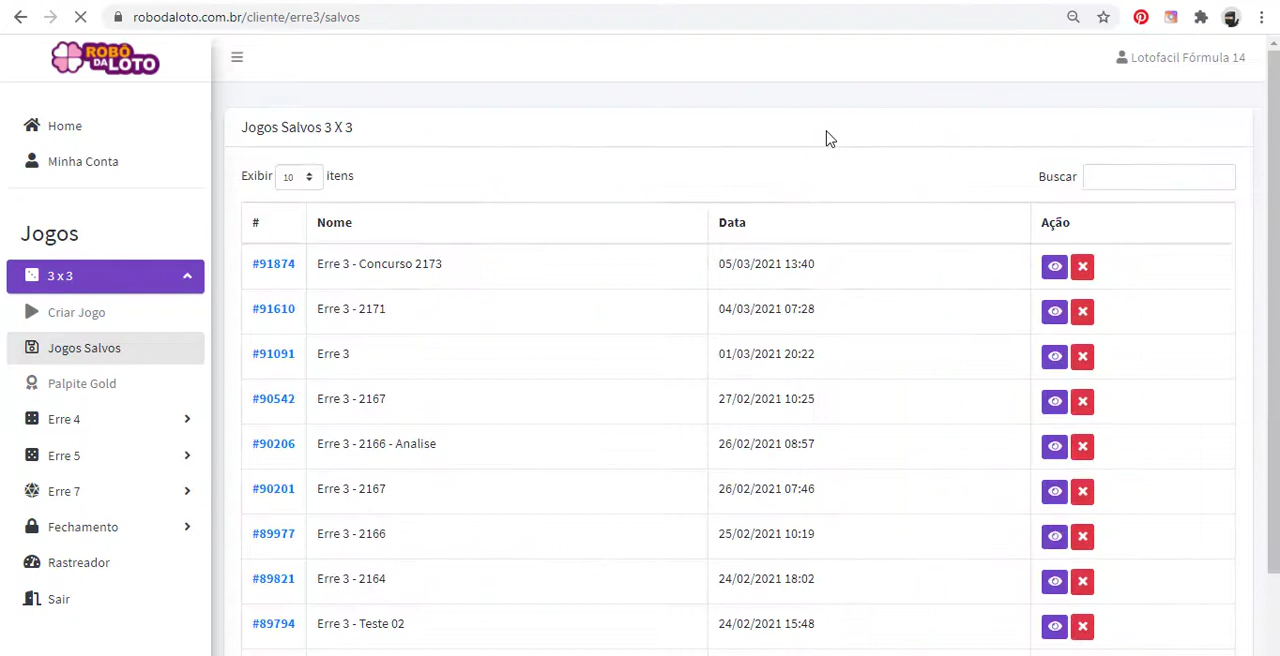 robodaloto.com.br/cliente/erre3/salvos
ROBÔ
DA LOTO
Lotofacil Fórmula 14
Home
Minha Conta
Jogos
3 x 3
Criar Jogo
Jogos Salvos
Palpite Gold
Erre 4
Erre 5
Erre 7
Fechamento
Rastreador
Sair
Jogos Salvos 3 X 3
Exibir 10 itens
Buscar
# Nome Data Ação
#91874 Erre 3 - Concurso 2173 05/03/2021 13:40
#91610 Erre 3 - 2171 04/03/2021 07:28
#91091 Erre 3 01/03/2021 20:22
#90542 Erre 3 - 2167 27/02/2021 10:25
#90206 Erre 3 - 2166 - Analise 26/02/2021 08:57
#90201 Erre 3 - 2167 26/02/2021 07:46
#89977 Erre 3 - 2166 25/02/2021 10:19
#89821 Erre 3 - 2164 24/02/2021 18:02
#89794 Erre 3 - Teste 02 24/02/2021 15:48